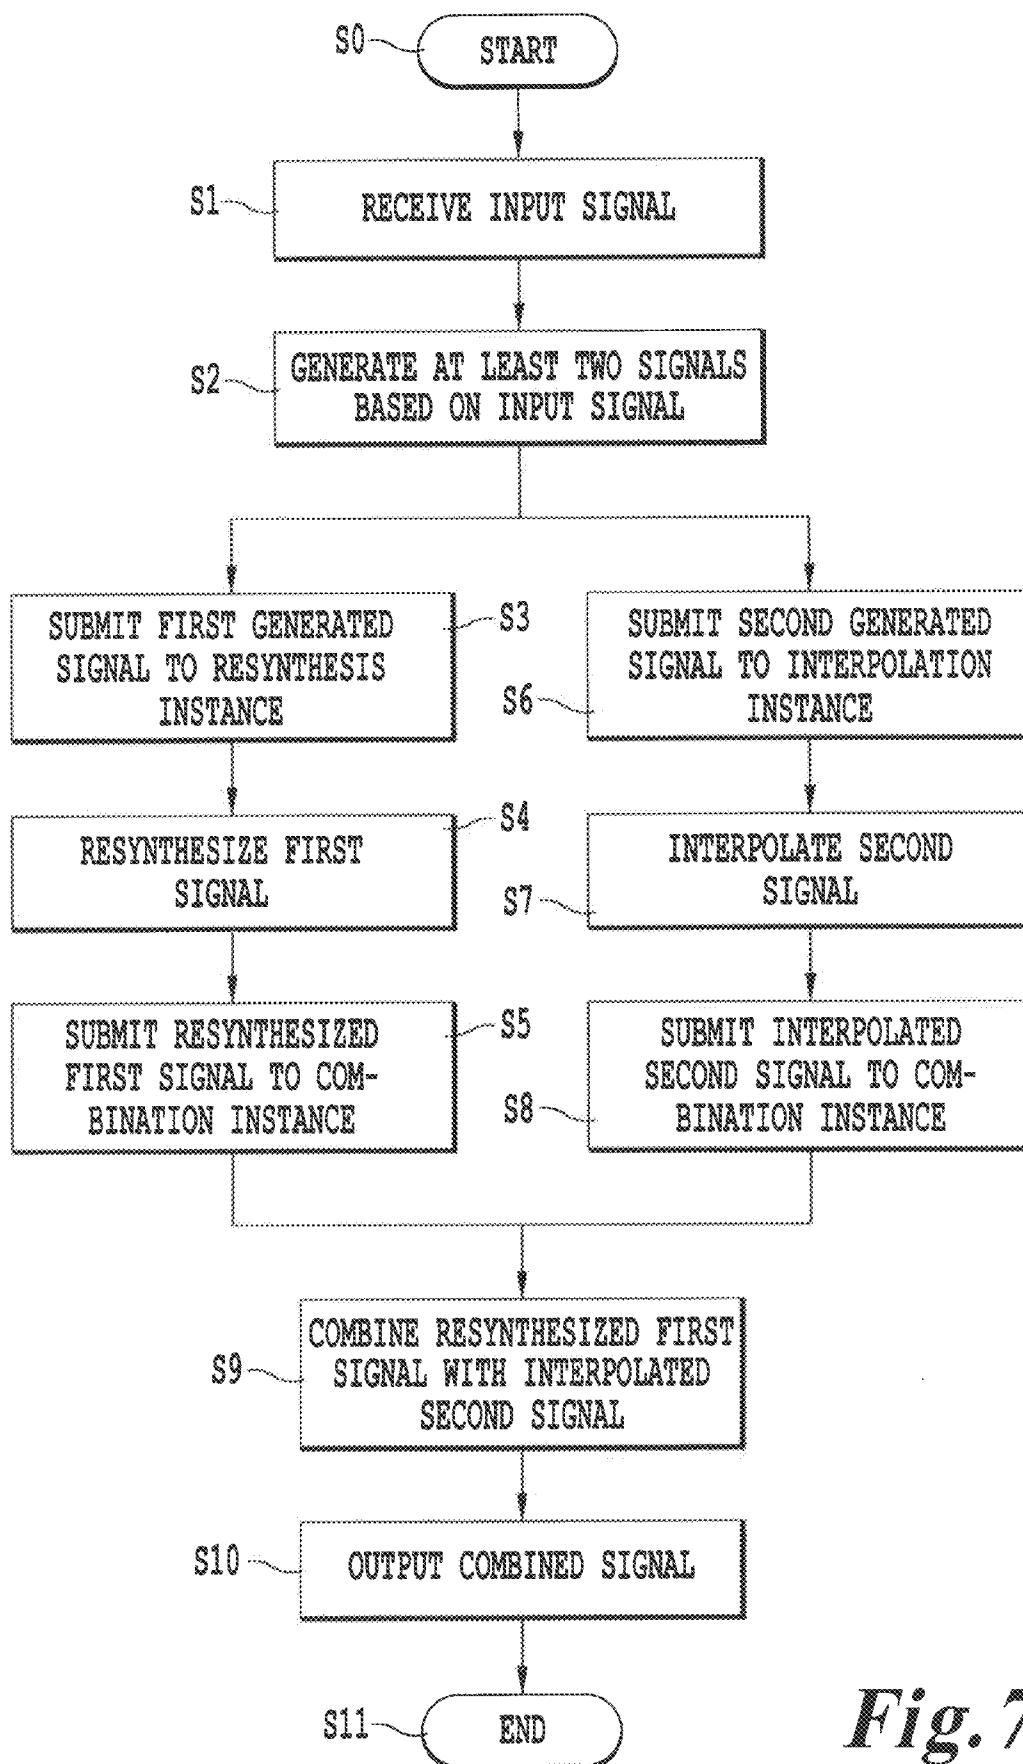 S0
START
S1
RECEIVE INPUT SIGNAL
S2
GENERATE AT LEAST TWO SIGNALS
BASED ON INPUT SIGNAL
SUBMIT FIRST GENERATED
SIGNAL TO RESYNTHESIS
INSTANCE
S3
SUBMIT SECOND GENERATED
SIGNAL TO INTERPOLATION
INSTANCE
S6
RESYNTHESIZE FIRST
SIGNAL
S4
INTERPOLATE SECOND
SIGNAL
S7
SUBMIT RESYNTHESIZED
FIRST SIGNAL TO COM-
BINATION INSTANCE
S5
SUBMIT INTERPOLATED
SECOND SIGNAL TO COM-
BINATION INSTANCE
S8
COMBINE RESYNTHESIZED FIRST
SIGNAL WITH INTERPOLATED
SECOND SIGNAL
S9
S10
OUTPUT COMBINED SIGNAL
S11
END
Fig. 7